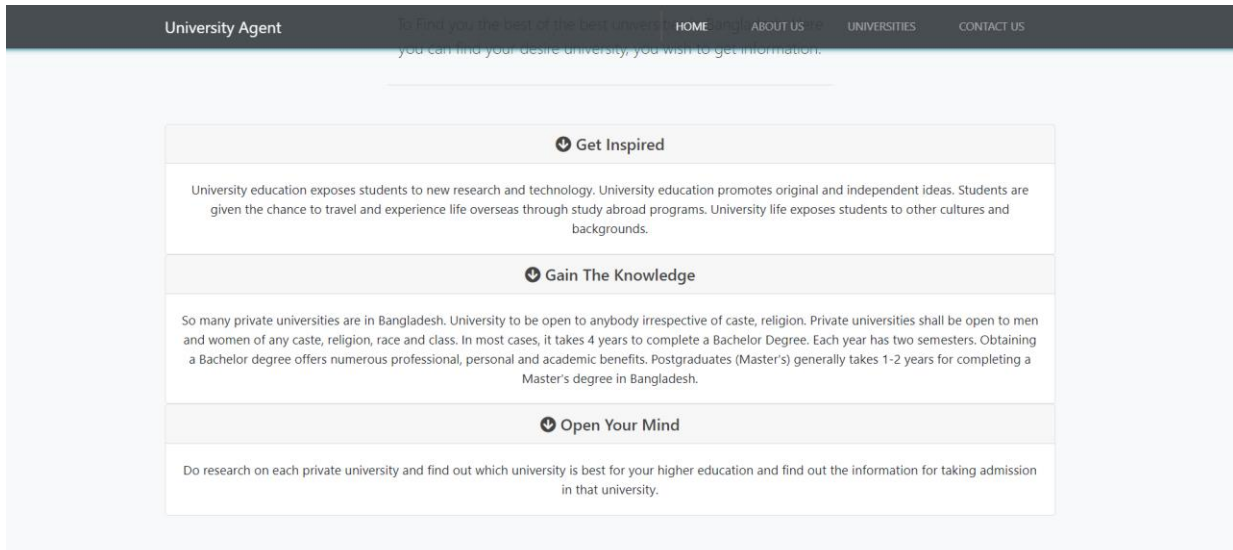 University Agent
HOME
ABOUT US
UNIVERSITIES
CONTACT US
To Find you the best of the best
you can find your desire university, you wish to get information.
Get Inspired
University education exposes students to new research and technology. University education promotes original and independent ideas. Students are
given the chance to travel and experience life overseas through study abroad programs. University life exposes students to other cultures and
backgrounds.
Gain The Knowledge
So many private universities are in Bangladesh. University to be open to anybody irrespective of caste, religion. Private universities shall be open to men
and women of any caste, religion, race and class. In most cases, it takes 4 years to complete a Bachelor Degree. Each year has two semesters. Obtaining
a Bachelor degree offers numerous professional, personal and academic benefits. Postgraduates (Master's) generally takes 1-2 years for completing a
Master's degree in Bangladesh.
Open Your Mind
Do research on each private university and find out which university is best for your higher education and find out the information for taking admission
in that university.